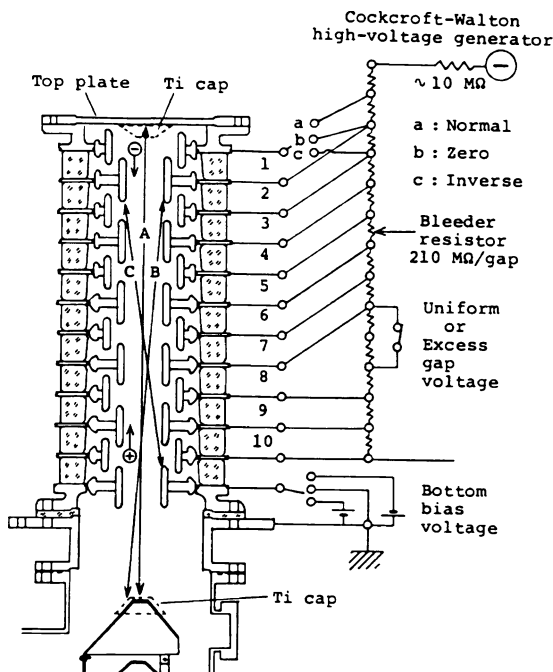 Cockcroft-Walton
high-voltage generator
−
~10 MΩ
Top plate
Ti cap
a
b
c
a : Normal
b : Zero
c : Inverse
−
1
2
3
4
5
6
7
8
9
10
A
C
B
Bleeder
resistor
210 MΩ/gap
Uniform
or
Excess
gap
voltage
+
Bottom
bias
voltage
Ti cap